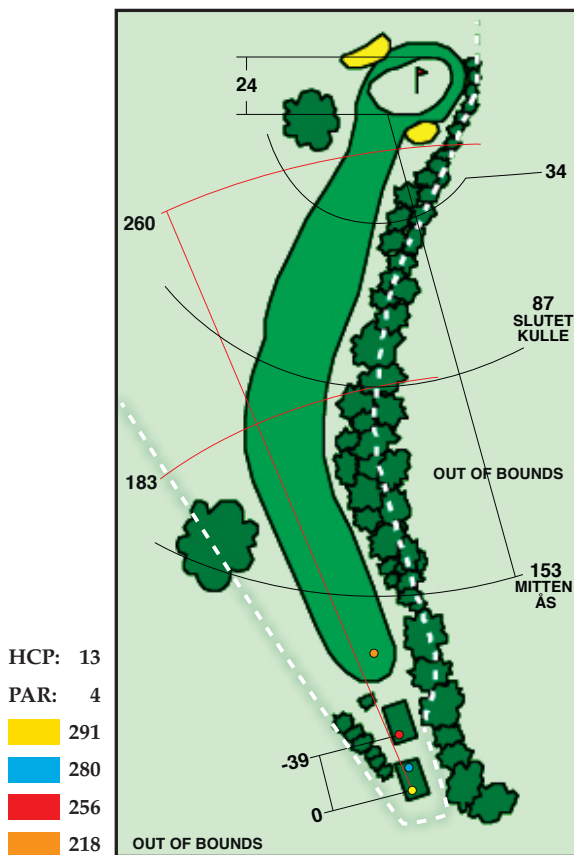 24
34
260
87
SLUTET
KULLE
183
OUT OF BOUNDS
153
MITTEN
ÅS
HCP: 13
PAR: 4
291
280
256
218
-39
0
OUT OF BOUNDS